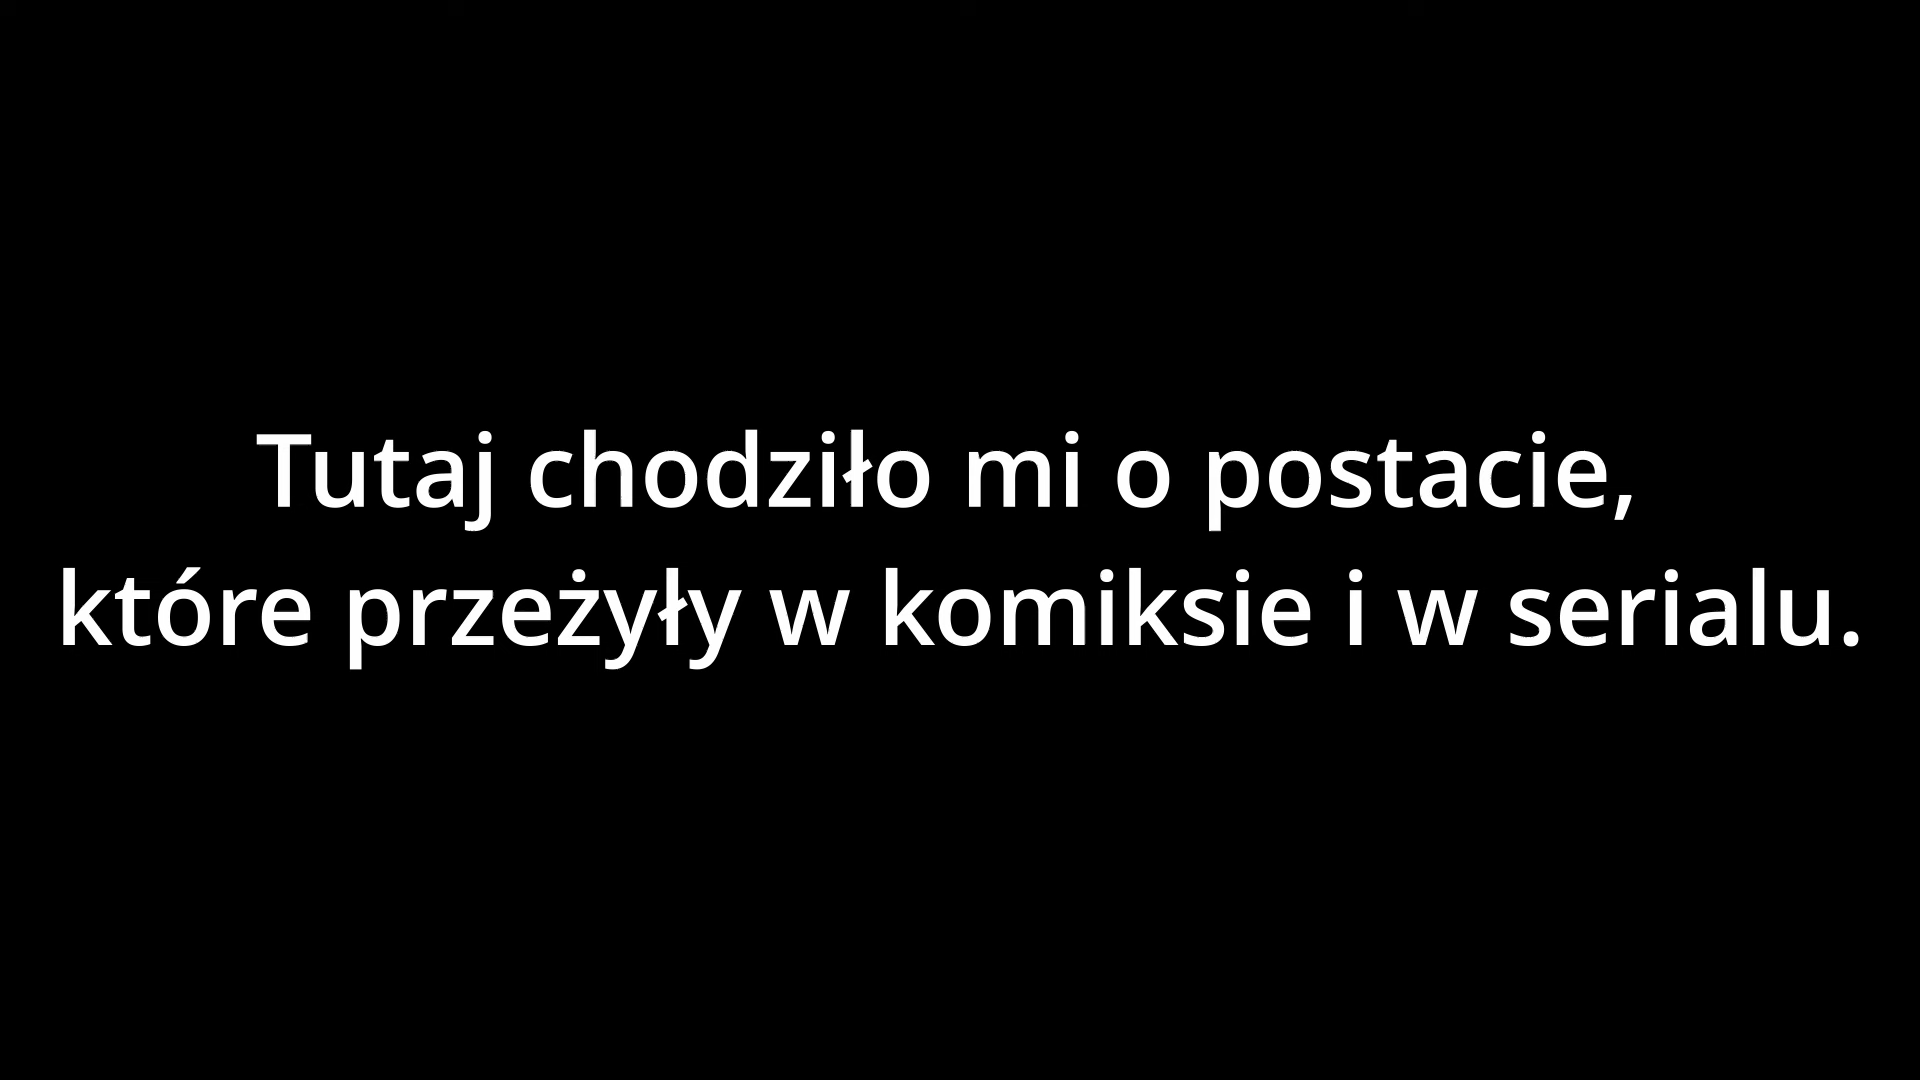 Tutaj chodziło mi o postacie,
które przeżyły w komiksie i w serialu.